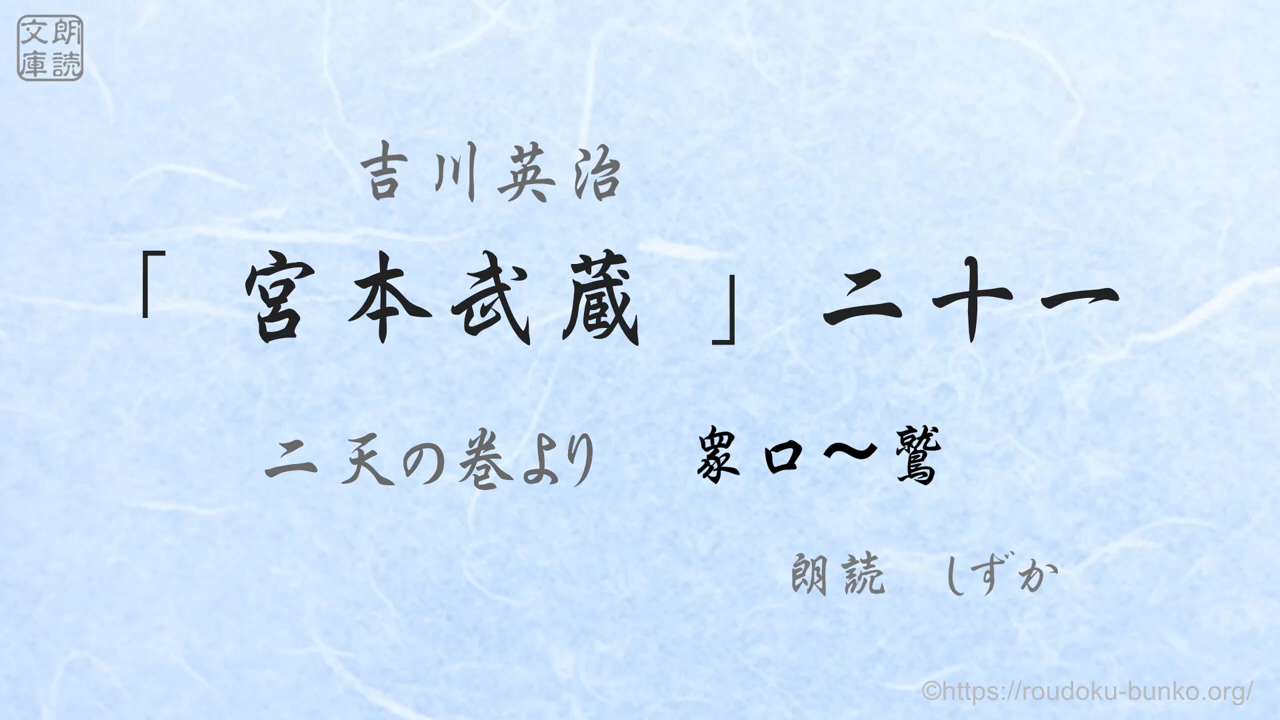 朗読文庫
吉川英治
「 宮本武蔵 」 二十一
二天の巻より　衆口～鷲
朗読　しずか
©https://roudoku-bunko.org/